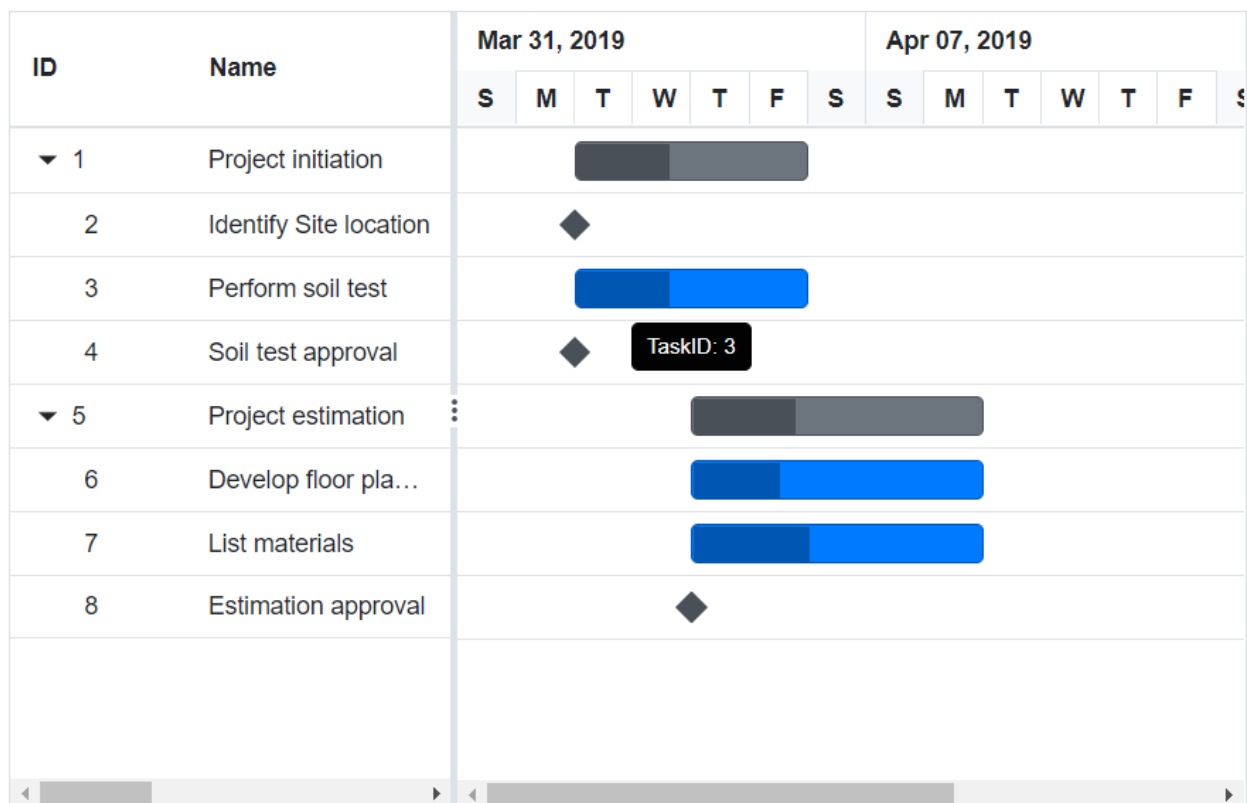 ID Name Mar 31, 2019 Apr 07, 2019
S M T W T F S S M T W T F S
1 Project initiation
2 Identify Site location
3 Perform soil test
4 Soil test approval TaskID: 3
5 Project estimation
6 Develop floor pla…
7 List materials
8 Estimation approval